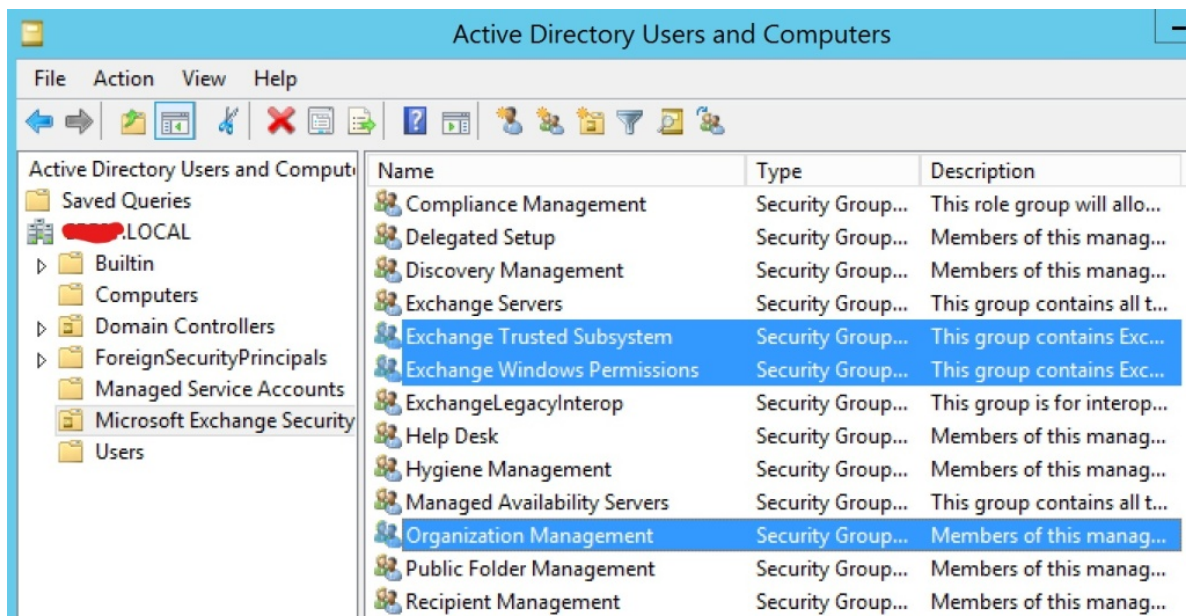 Active Directory Users and Computers
File Action View Help
Active Directory Users and Comput
Saved Queries
.LOCAL
Builtin
Computers
Domain Controllers
ForeignSecurityPrincipals
Managed Service Accounts
Microsoft Exchange Security
Users
Name Type Description
Compliance Management Security Group... This role group will allo...
Delegated Setup Security Group... Members of this manag...
Discovery Management Security Group... Members of this manag...
Exchange Servers Security Group... This group contains all t...
Exchange Trusted Subsystem Security Group... This group contains Exc...
Exchange Windows Permissions Security Group... This group contains Exc...
ExchangeLegacyInterop Security Group... This group is for interop...
Help Desk Security Group... Members of this manag...
Hygiene Management Security Group... Members of this manag...
Managed Availability Servers Security Group... This group contains all t...
Organization Management Security Group... Members of this manag...
Public Folder Management Security Group... Members of this manag...
Recipient Management Security Group... Members of this manag...